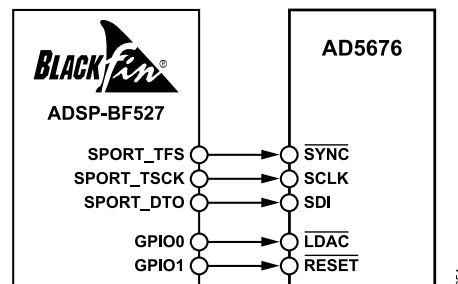 BLACKfin®
ADSP-BF527
AD5676
SPORT_TFS
SYNC
SPORT_TSCK
SCLK
SPORT_DTO
SDI
GPIO0
LDAC
GPIO1
RESET